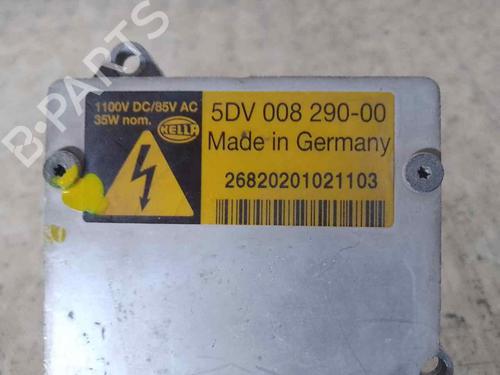 B-PARTS
1100V DC/85V AC
35W nom.
HELLA
5DV 008 290-00
Made in Germany
26820201021103